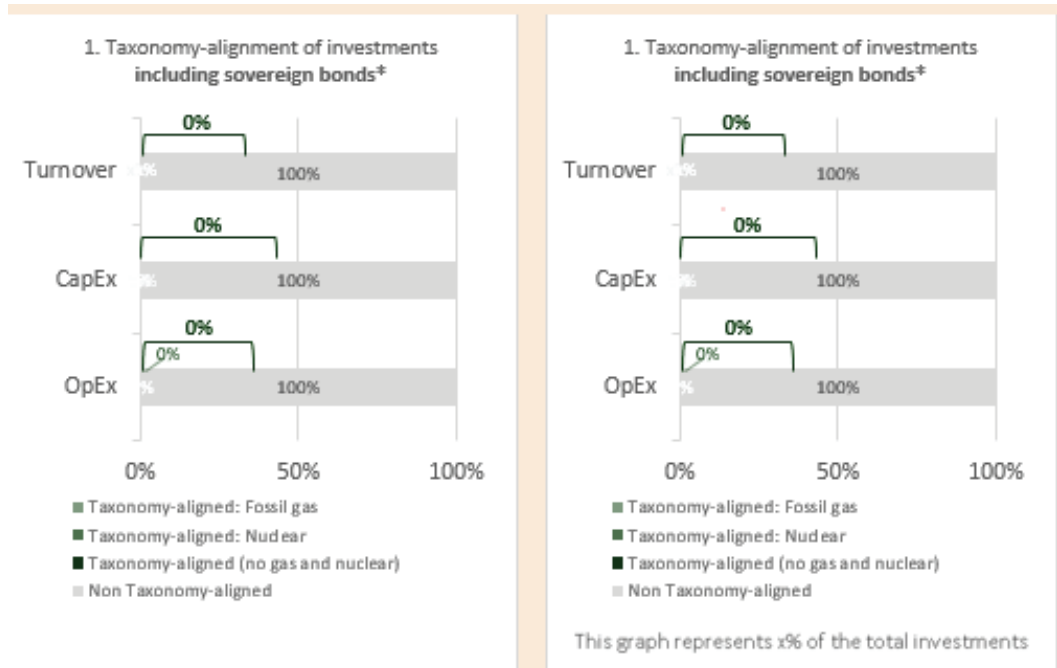 1. Taxonomy-alignment of investments
including sovereign bonds*
0%
Turnover
100%
0%
CapEx
100%
0%
0%
OpEx
100%
0%
50%
100%
Taxonomy-aligned: Fossil gas
Taxonomy-aligned: Nuclear
Taxonomy-aligned (no gas and nuclear)
Non Taxonomy-aligned
1. Taxonomy-alignment of investments
including sovereign bonds*
0%
Turnover
100%
0%
CapEx
100%
0%
0%
OpEx
100%
0%
50%
100%
Taxonomy-aligned: Fossil gas
Taxonomy-aligned: Nuclear
Taxonomy-aligned (no gas and nuclear)
Non Taxonomy-aligned
This graph represents x% of the total investments